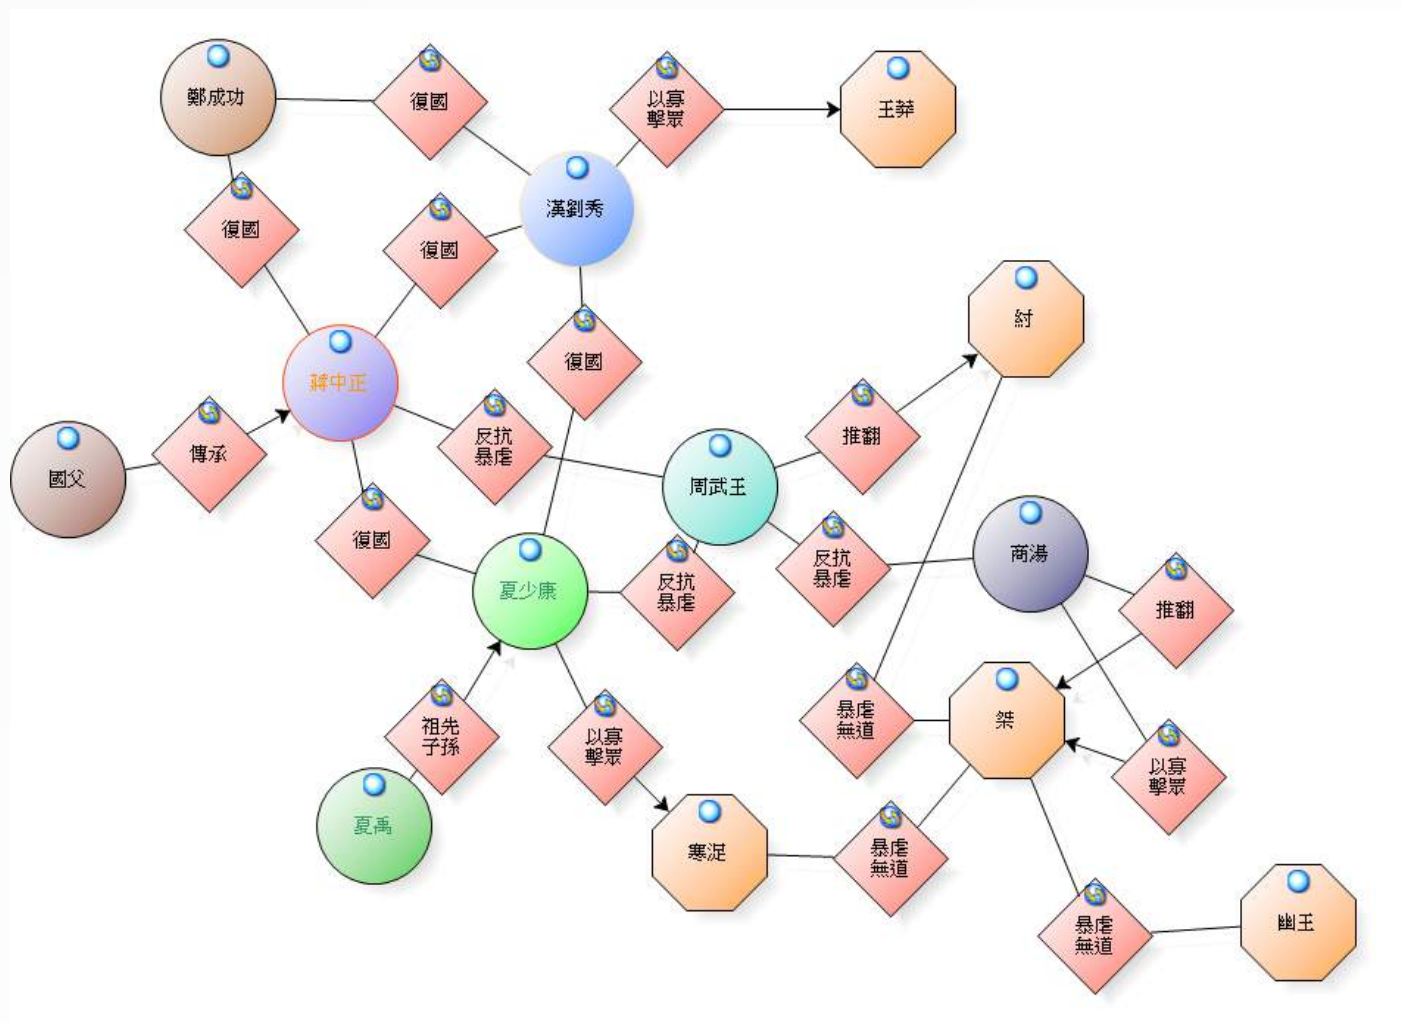 鄭成功
復國
以寡
擊眾
王莽
復國
復國
漢劉秀
紂
復國
蔣中正
反抗
暴虐
推翻
國父
傳承
周武王
復國
夏少康
反抗
暴虐
反抗
暴虐
商湯
推翻
祖先
子孫
以寡
擊眾
暴虐
無道
桀
以寡
擊眾
夏禹
寒浞
暴虐
無道
暴虐
無道
幽王